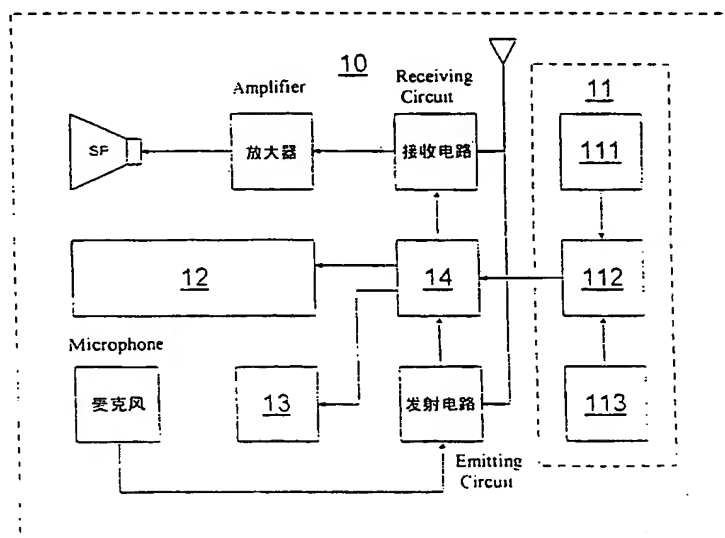 10
Amplifier
Receiving
Circuit
11
SP
放大器
接收电路
111
12
14
112
Microphone
麦克风
13
发射电路
113
Emitting
Circuit